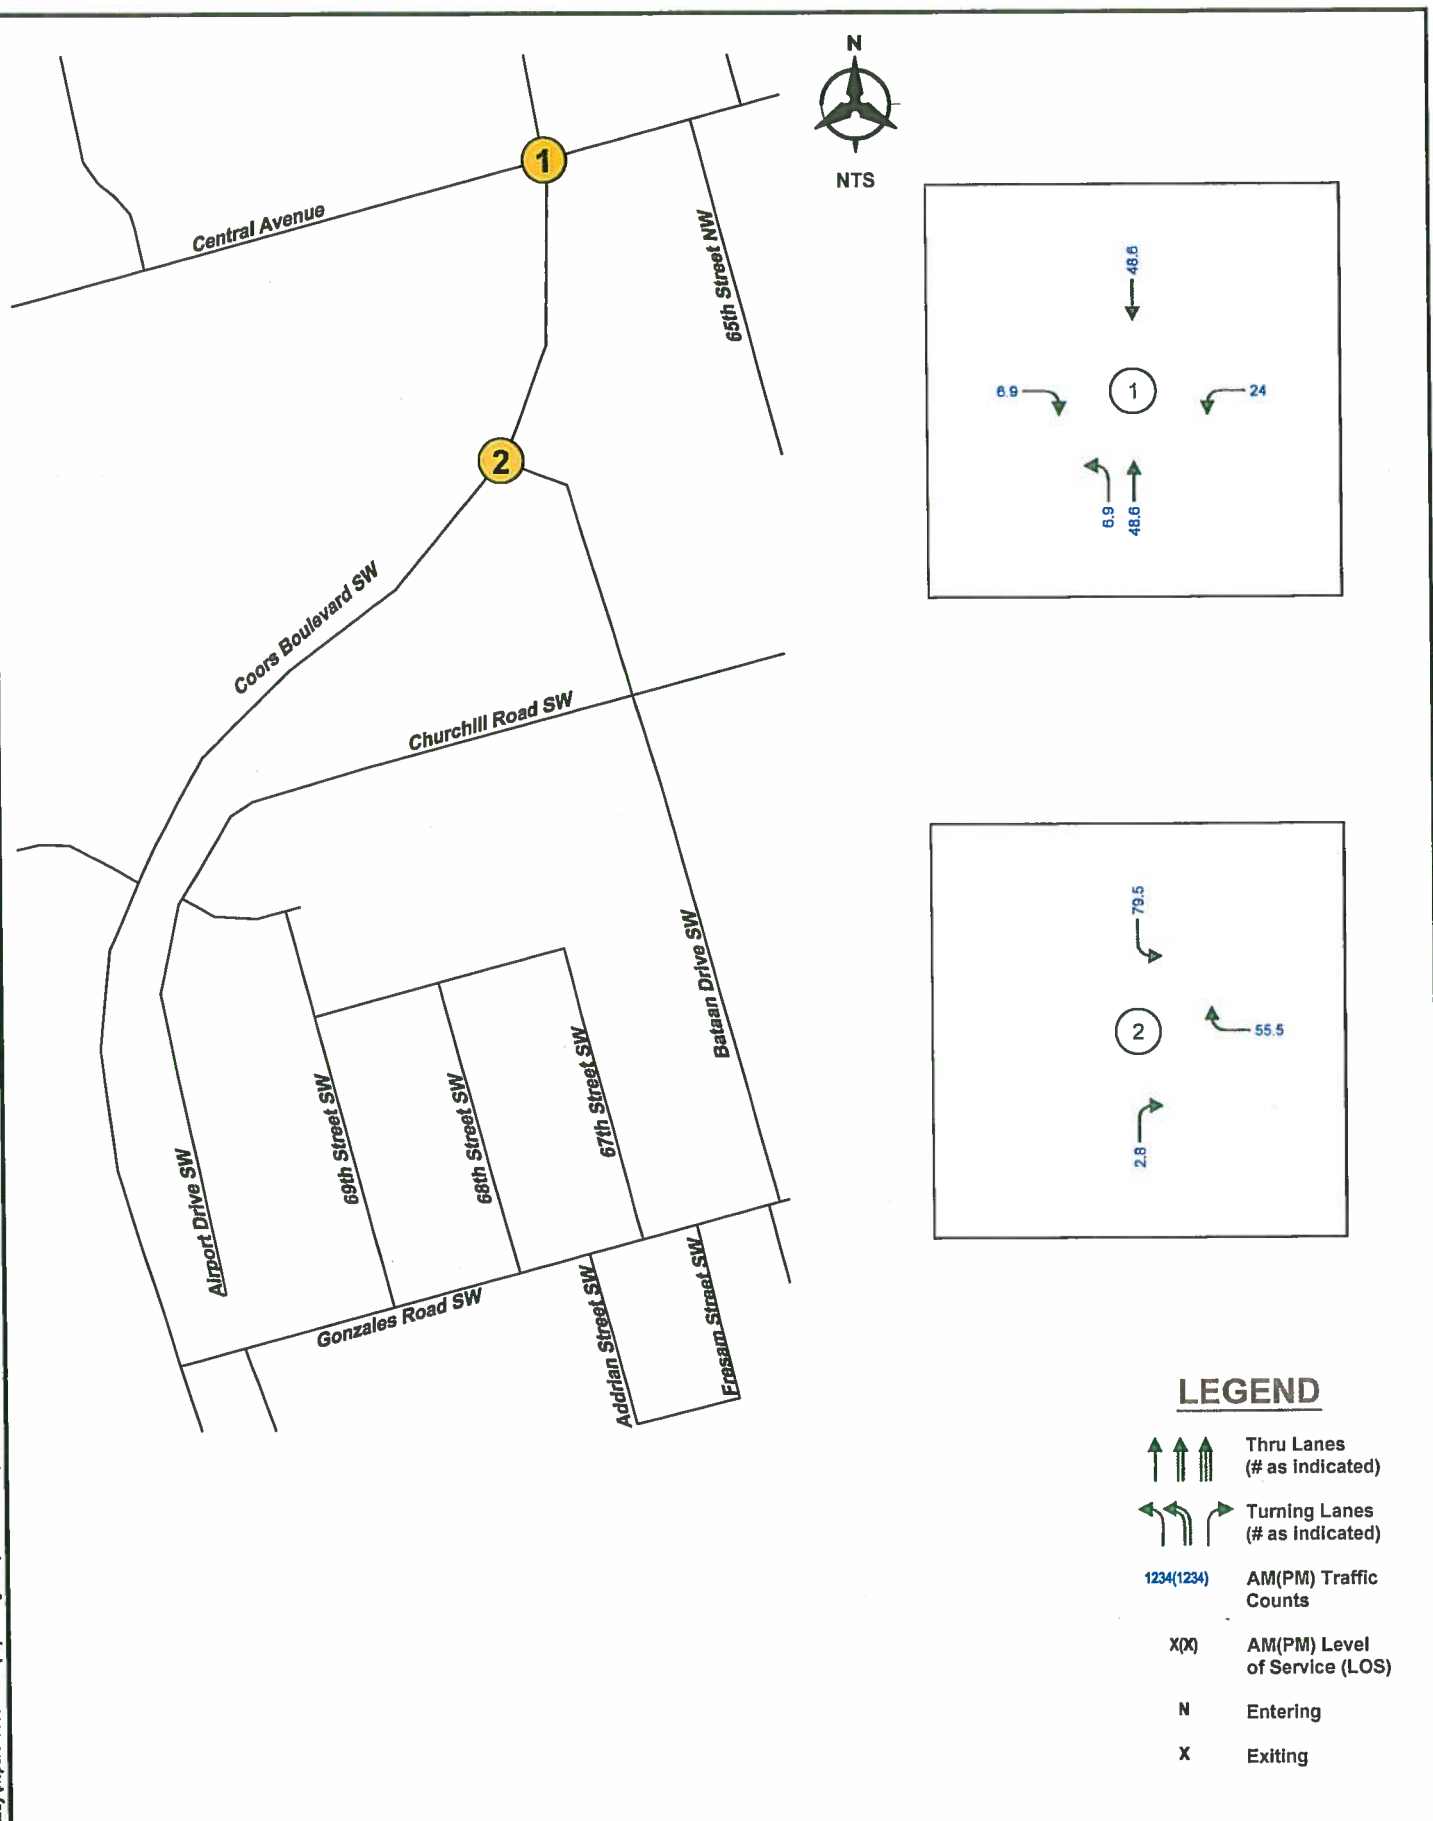 N
NTS
1
Central Avenue
65th Street NW
2
Coors Boulevard SW
Churchill Road SW
Bataan Drive SW
69th Street SW
68th Street SW
67th Street SW
Airport Drive SW
Gonzales Road SW
Addrian Street SW
Fresam Street SW
48.6
6.9
1
24
6.9
48.6
79.5
2
55.5
2.8
LEGEND
Thru Lanes
(# as indicated)
Turning Lanes
(# as indicated)
1234(1234)
AM(PM) Traffic
Counts
X(X)
AM(PM) Level
of Service (LOS)
N
Entering
X
Exiting